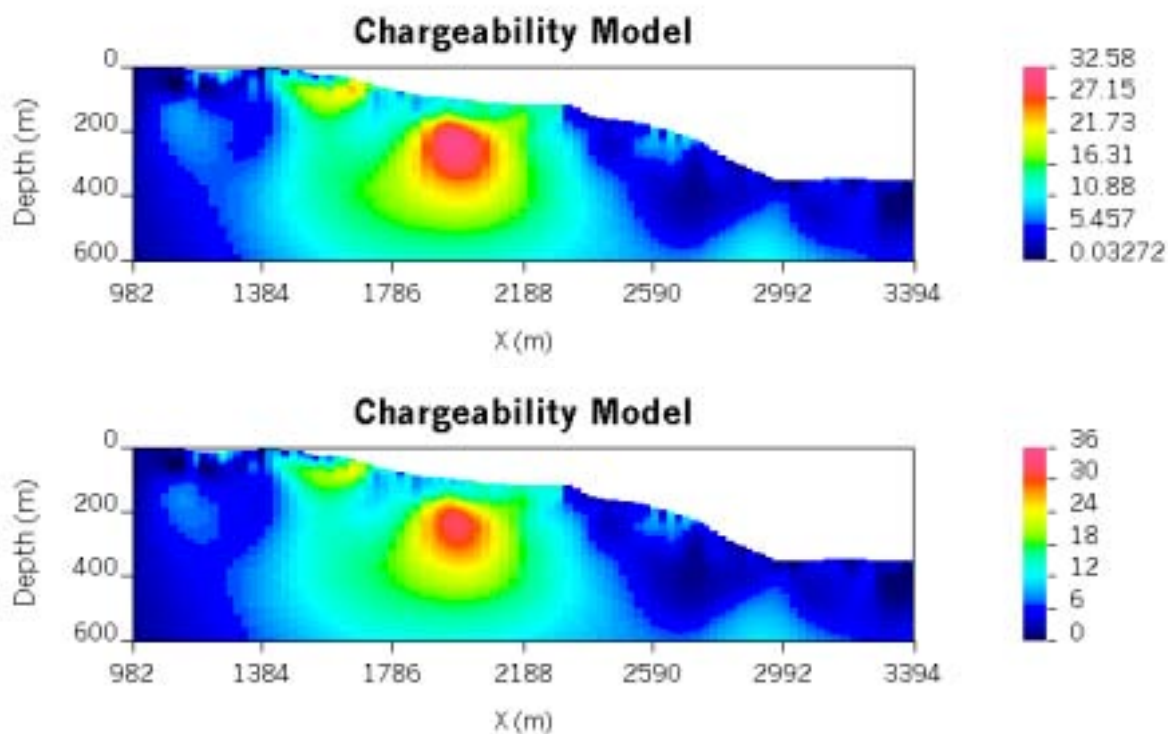 Chargeability Model
0
200
400
600
Depth (m)
982 1384 1786 2188 2590 2992 3394
X (m)
32.58
27.15
21.73
16.31
10.88
5.457
0.03272
Chargeability Model
0
200
400
600
Depth (m)
982 1384 1786 2188 2590 2992 3394
X (m)
36
30
24
18
12
6
0